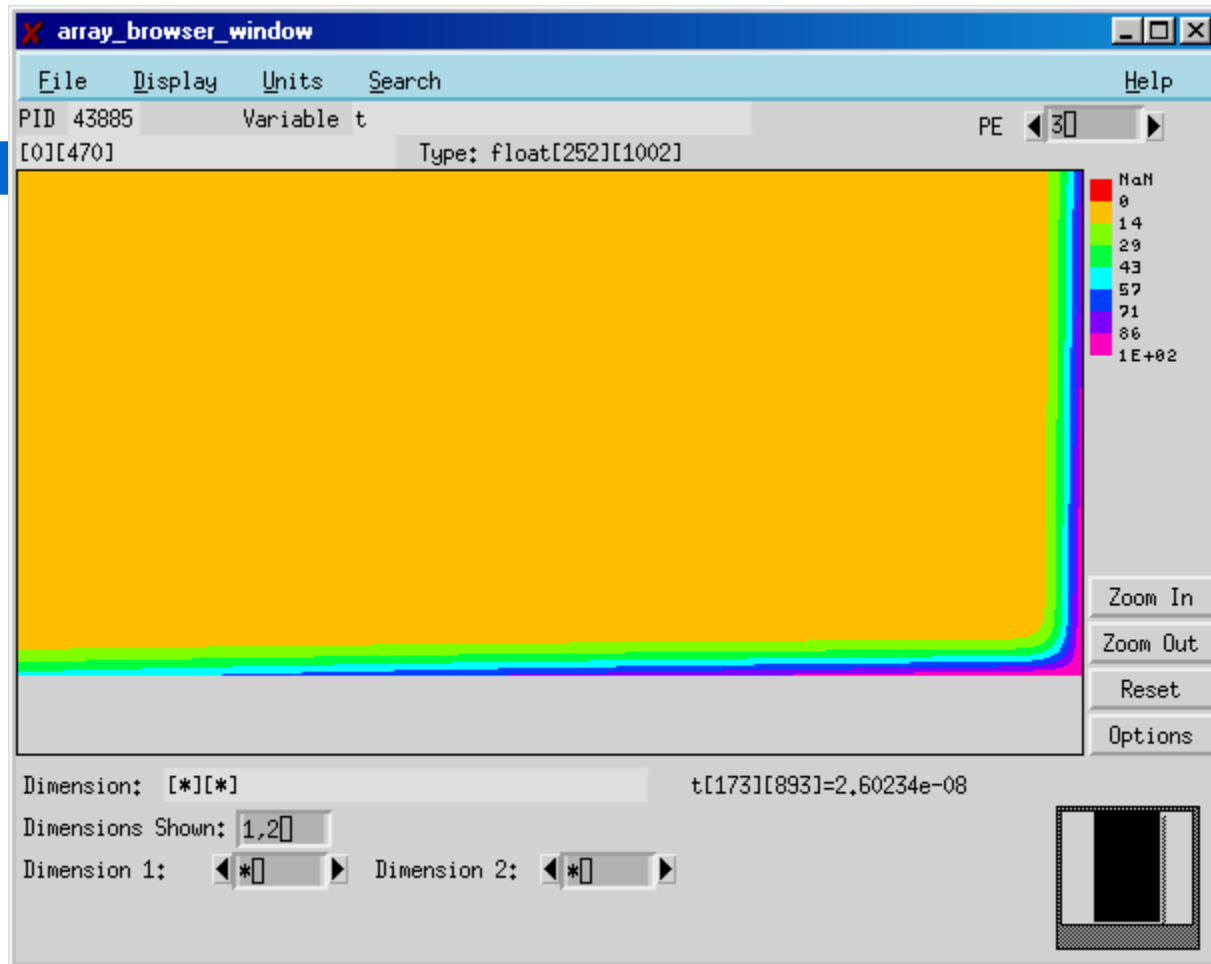 array_browser_window
File Display Units Search Help
PID 43885 Variable t PE 3
[0][470] Type: float[252][1002]
NaN
0
14
29
43
57
71
86
1E+02
Zoom In
Zoom Out
Reset
Options
Dimension: [*][*] t[173][893]=2.60234e-08
Dimensions Shown: 1,2
Dimension 1: * Dimension 2: *